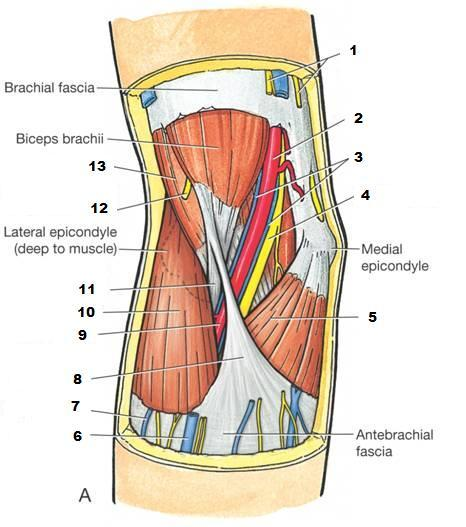 1
Brachial fascia
2
Biceps brachii
3
13
4
12
Lateral epicondyle
(deep to muscle)
Medial
epicondyle
11
10
5
9
8
7
6
Antebrachial
fascia
A